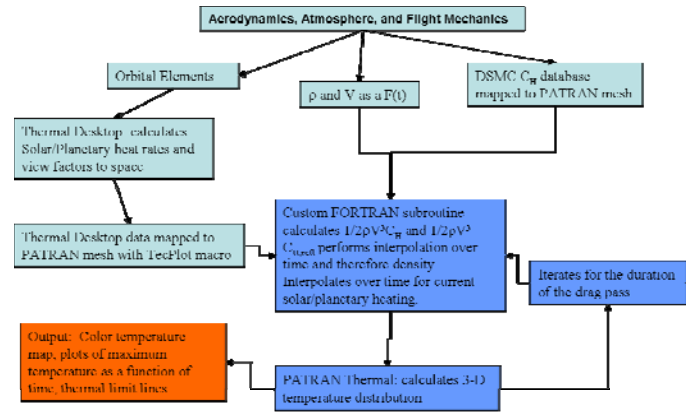 Aerodynamics, Atmosphere, and Flight Mechanics
Orbital Elements
ρ and V as a F(t)
DSMC C_H database
mapped to PATRAN mesh
Thermal Desktop calculates
Solar/Planetary heat rates and
view factors to space
Thermal Desktop data mapped to
PATRAN mesh with TecPlot macro
Custom FORTRAN subroutine
calculates 1/2ρV³C_H and 1/2ρV³
performs interpolation over
time and therefore density
Interpolates over time for current
solar/planetary heating.
Iterates for the duration
of the drag pass
Output: Color temperature
map, plots of maximum
temperature as a function of
time, thermal limit lines
PATRAN Thermal: calculates 3-D
temperature distribution